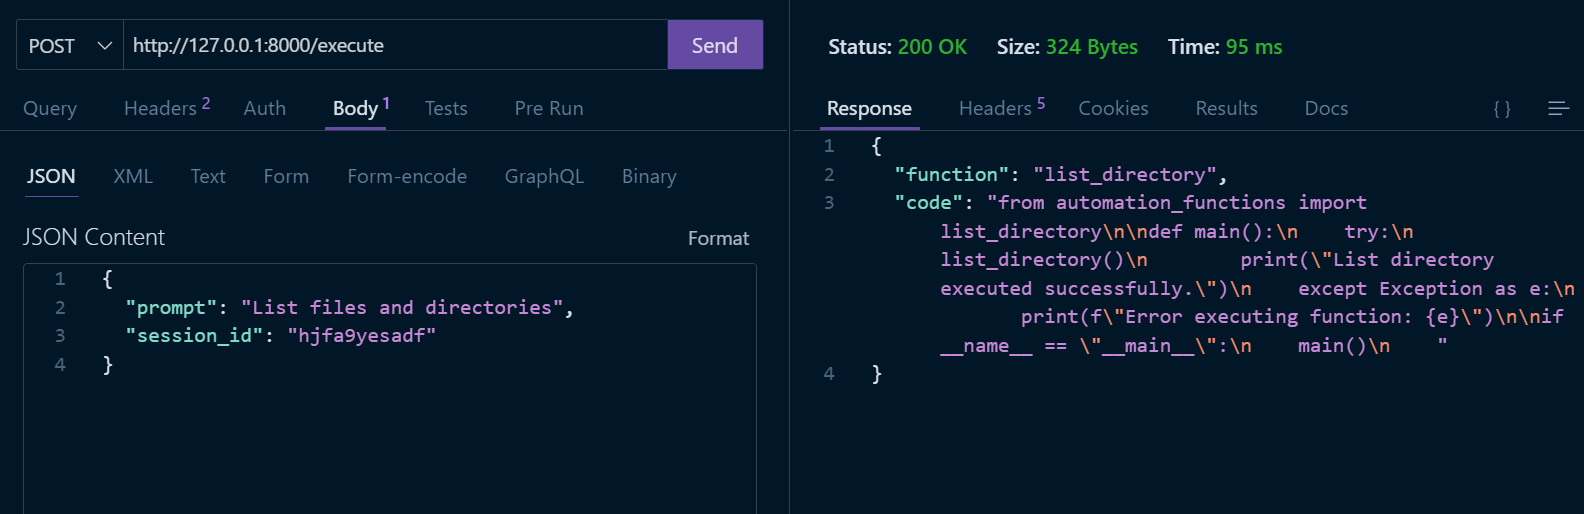 POST http://127.0.0.1:8000/execute Send
Query Headers 2 Auth Body 1 Tests Pre Run
JSON XML Text Form Form-encode GraphQL Binary
JSON Content Format
1 {
2 "prompt": "List files and directories",
3 "session_id": "hjfa9yesadf"
4 }
Status: 200 OK Size: 324 Bytes Time: 95 ms
Response Headers 5 Cookies Results Docs { }
1 {
2 "function": "list_directory",
3 "code": "from automation_functions import
list_directory\n\ndef main():\n    try:\n
list_directory()\n        print(\"List directory
executed successfully.\")\n    except Exception as e:\n
       print(f\"Error executing function: {e}\")\n\nif
__name__ == \"__main__\":\n    main()\n    "
4 }